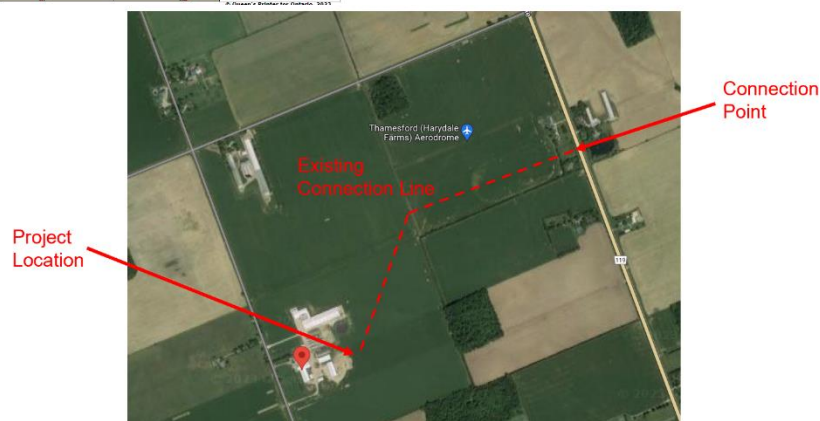 © Queen's Printer for Ontario, 2022
Thamesford (Harydale
Farms) Aerodrome
Connection
Point
Existing
Connection Line
Project
Location
119